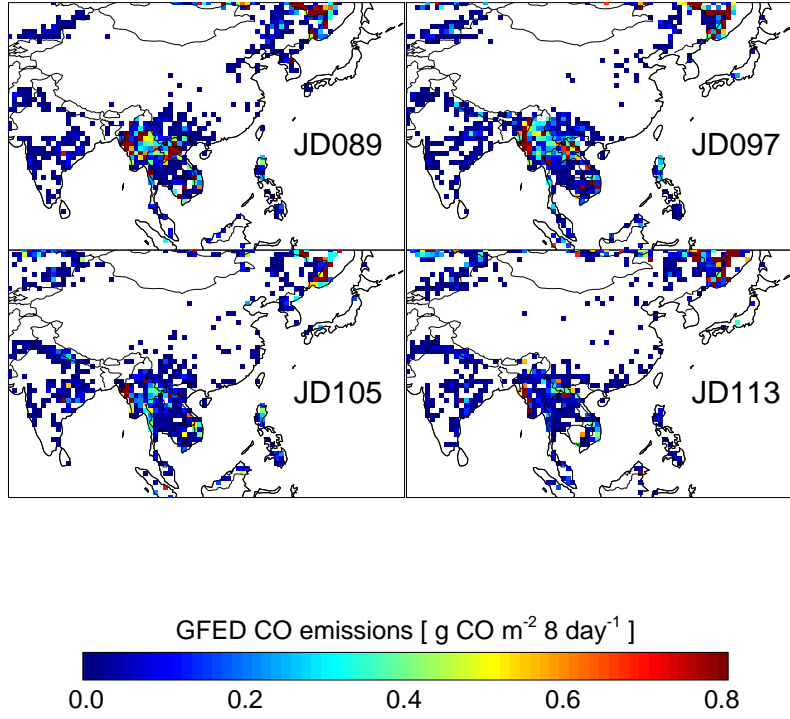 JD089
JD097
JD105
JD113
GFED CO emissions [ g CO m⁻² 8 day⁻¹ ]
0.0 0.2 0.4 0.6 0.8